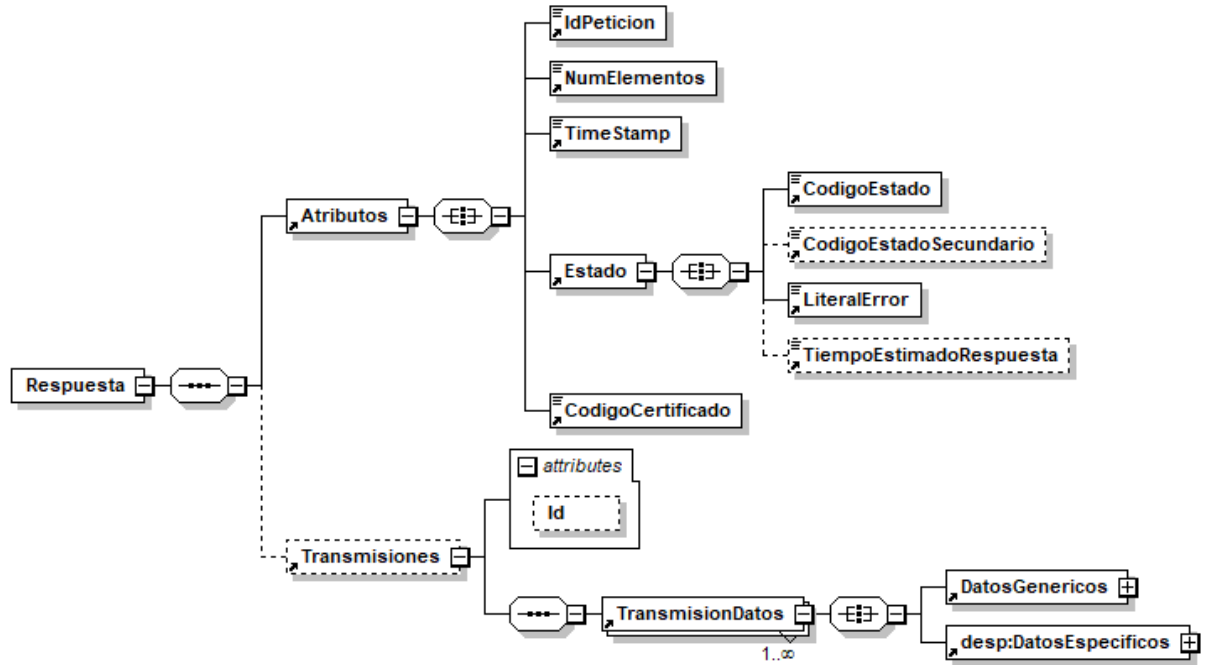 IdPeticion
NumElementos
TimeStamp
CodigoEstado
Atributos
CodigoEstadoSecundario
Estado
LiteralError
TiempoEstimadoRespuesta
Respuesta
CodigoCertificado
attributes
Id
Transmisiones
DatosGenericos
TransmisionDatos
desp:DatosEspecificos
1..∞